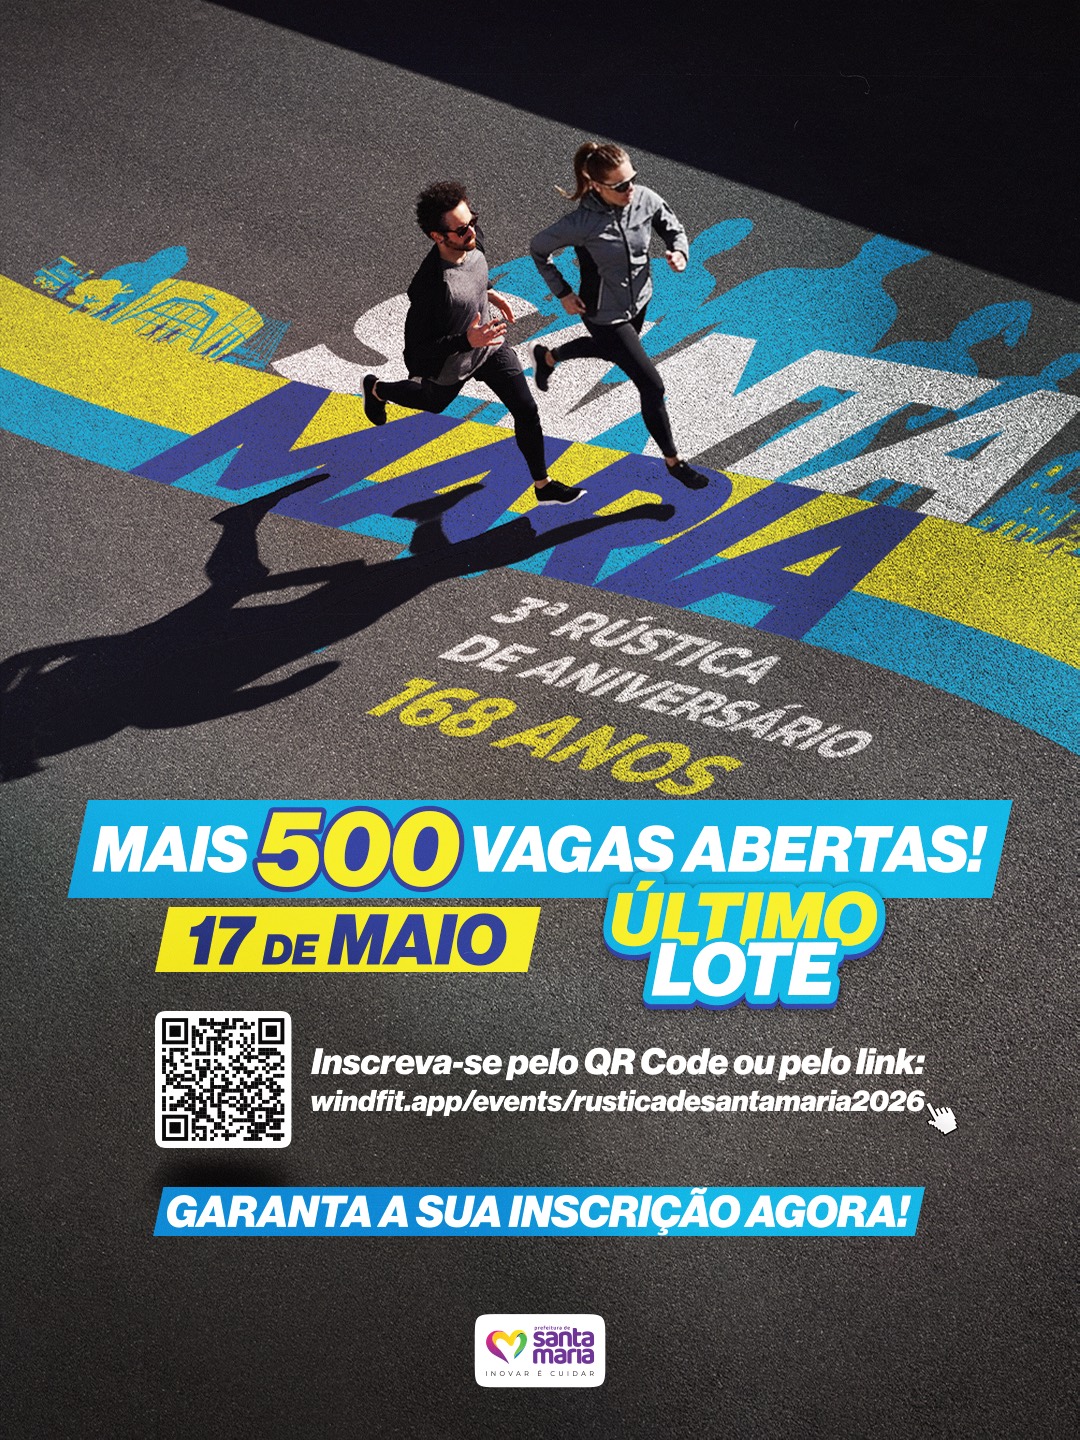 SANTA
MARIA
3ª RÚSTICA
DE ANIVERSÁRIO
168 ANOS
MAIS 500 VAGAS ABERTAS!
17 DE MAIO
ÚLTIMO
LOTE
Inscreva-se pelo QR Code ou pelo link:
windfit.app/events/rusticadesantamaria2026
GARANTA A SUA INSCRIÇÃO AGORA!
prefeitura de
santa
maria
INOVAR E CUIDAR